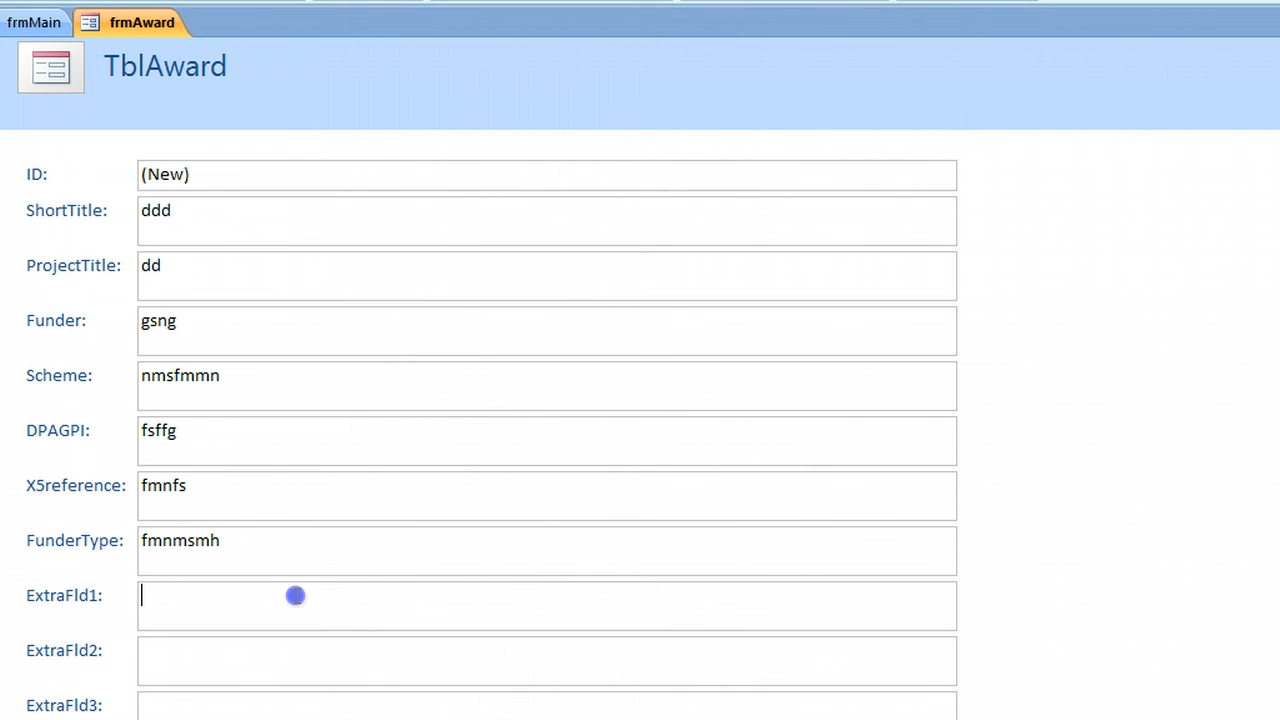 frmMain frmAward
TblAward
ID: (New)
ShortTitle: ddd
ProjectTitle: dd
Funder: gsng
Scheme: nmsfmmn
DPAGPI: fsffg
X5reference: fmnfs
FunderType: fmnmsmh
ExtraFld1:
ExtraFld2:
ExtraFld3: